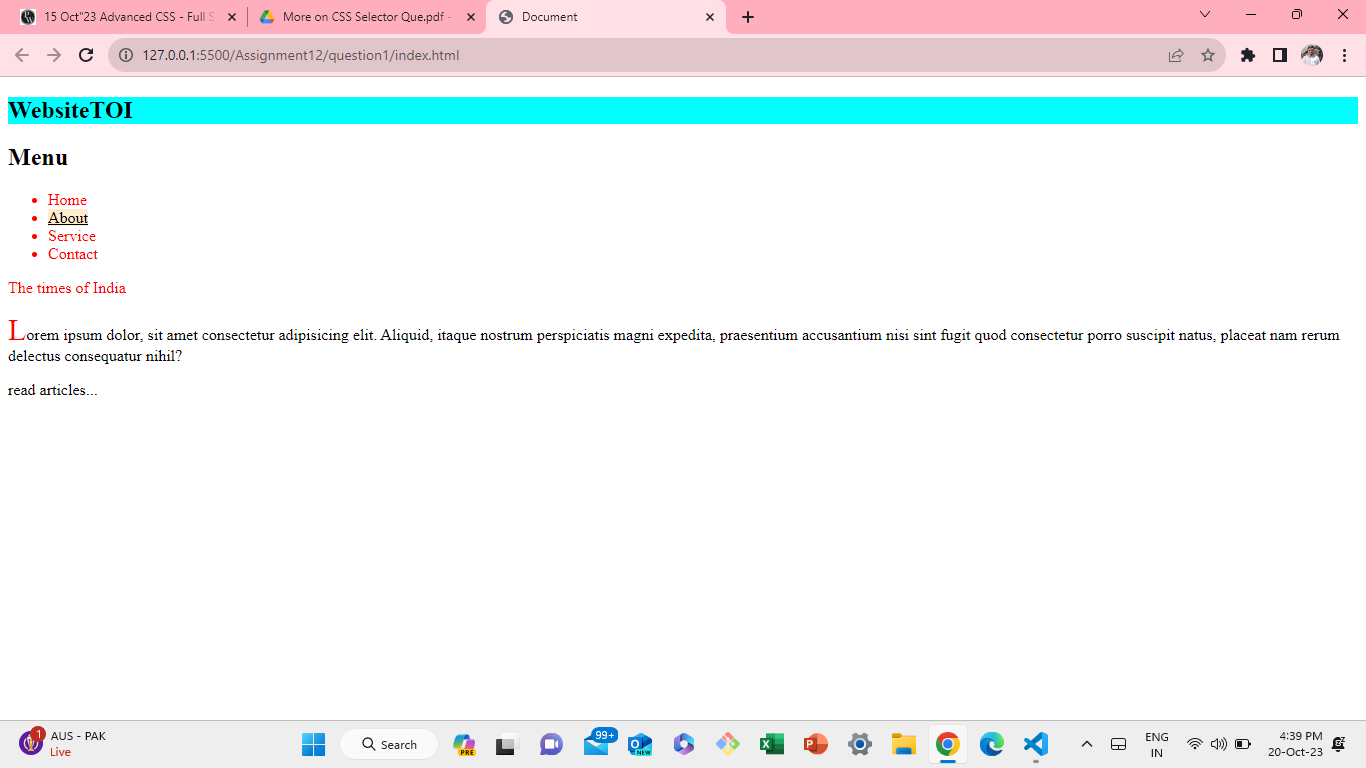 15 Oct"23 Advanced CSS - Full S
More on CSS Selector Que.pdf -
Document
127.0.0.1:5500/Assignment12/question1/index.html
WebsiteTOI
Menu
Home
About
Service
Contact
The times of India
Lorem ipsum dolor, sit amet consectetur adipisicing elit. Aliquid, itaque nostrum perspiciatis magni expedita, praesentium accusantium nisi sint fugit quod consectetur porro suscipit natus, placeat nam rerum
delectus consequatur nihil?
read articles...
1
AUS - PAK
Live
Search
PRE
99+
NEW
ENG
IN
4:39 PM
20-Oct-23